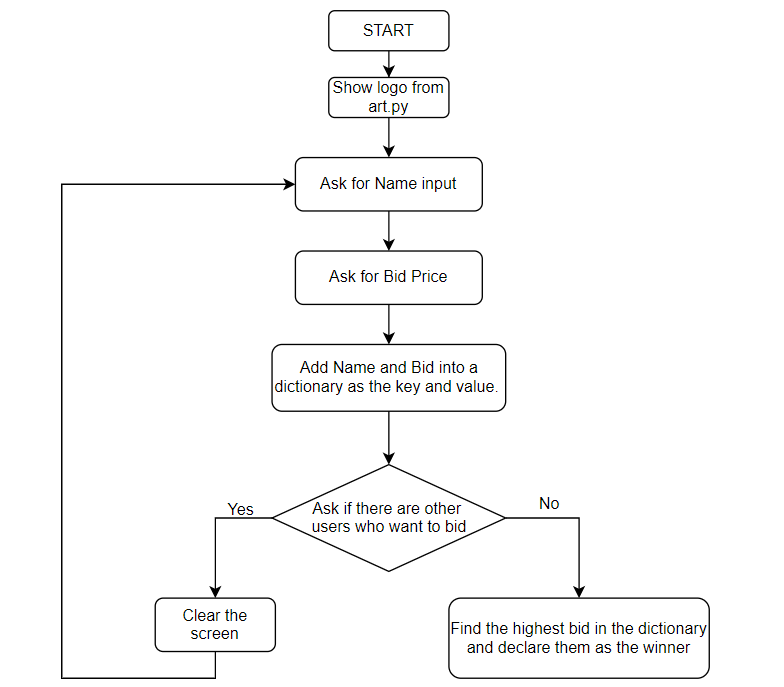 START
Show logo from
art.py
Ask for Name input
Ask for Bid Price
Add Name and Bid into a
dictionary as the key and value.
Ask if there are other
users who want to bid
Yes
No
Clear the
screen
Find the highest bid in the dictionary
and declare them as the winner